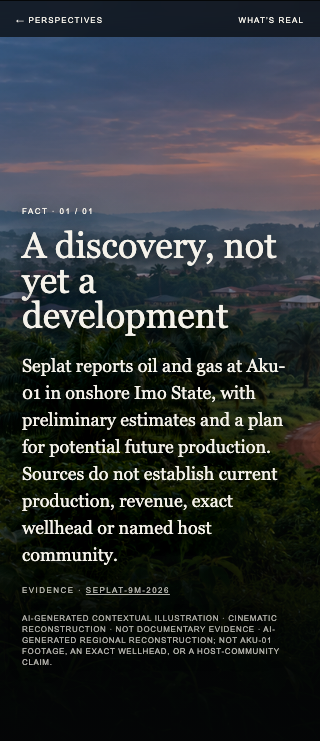 ← PERSPECTIVES
WHAT'S REAL
FACT · 01 / 01
A discovery, not
yet a
development
Seplat reports oil and gas at Aku-
01 in onshore Imo State, with
preliminary estimates and a plan
for potential future production.
Sources do not establish current
production, revenue, exact
wellhead or named host
community.
EVIDENCE · SEPLAT-9M-2026
AI-GENERATED CONTEXTUAL ILLUSTRATION · CINEMATIC
RECONSTRUCTION · NOT DOCUMENTARY EVIDENCE · AI-
GENERATED REGIONAL RECONSTRUCTION; NOT AKU-01
FOOTAGE, AN EXACT WELLHEAD, OR A HOST-COMMUNITY
CLAIM.